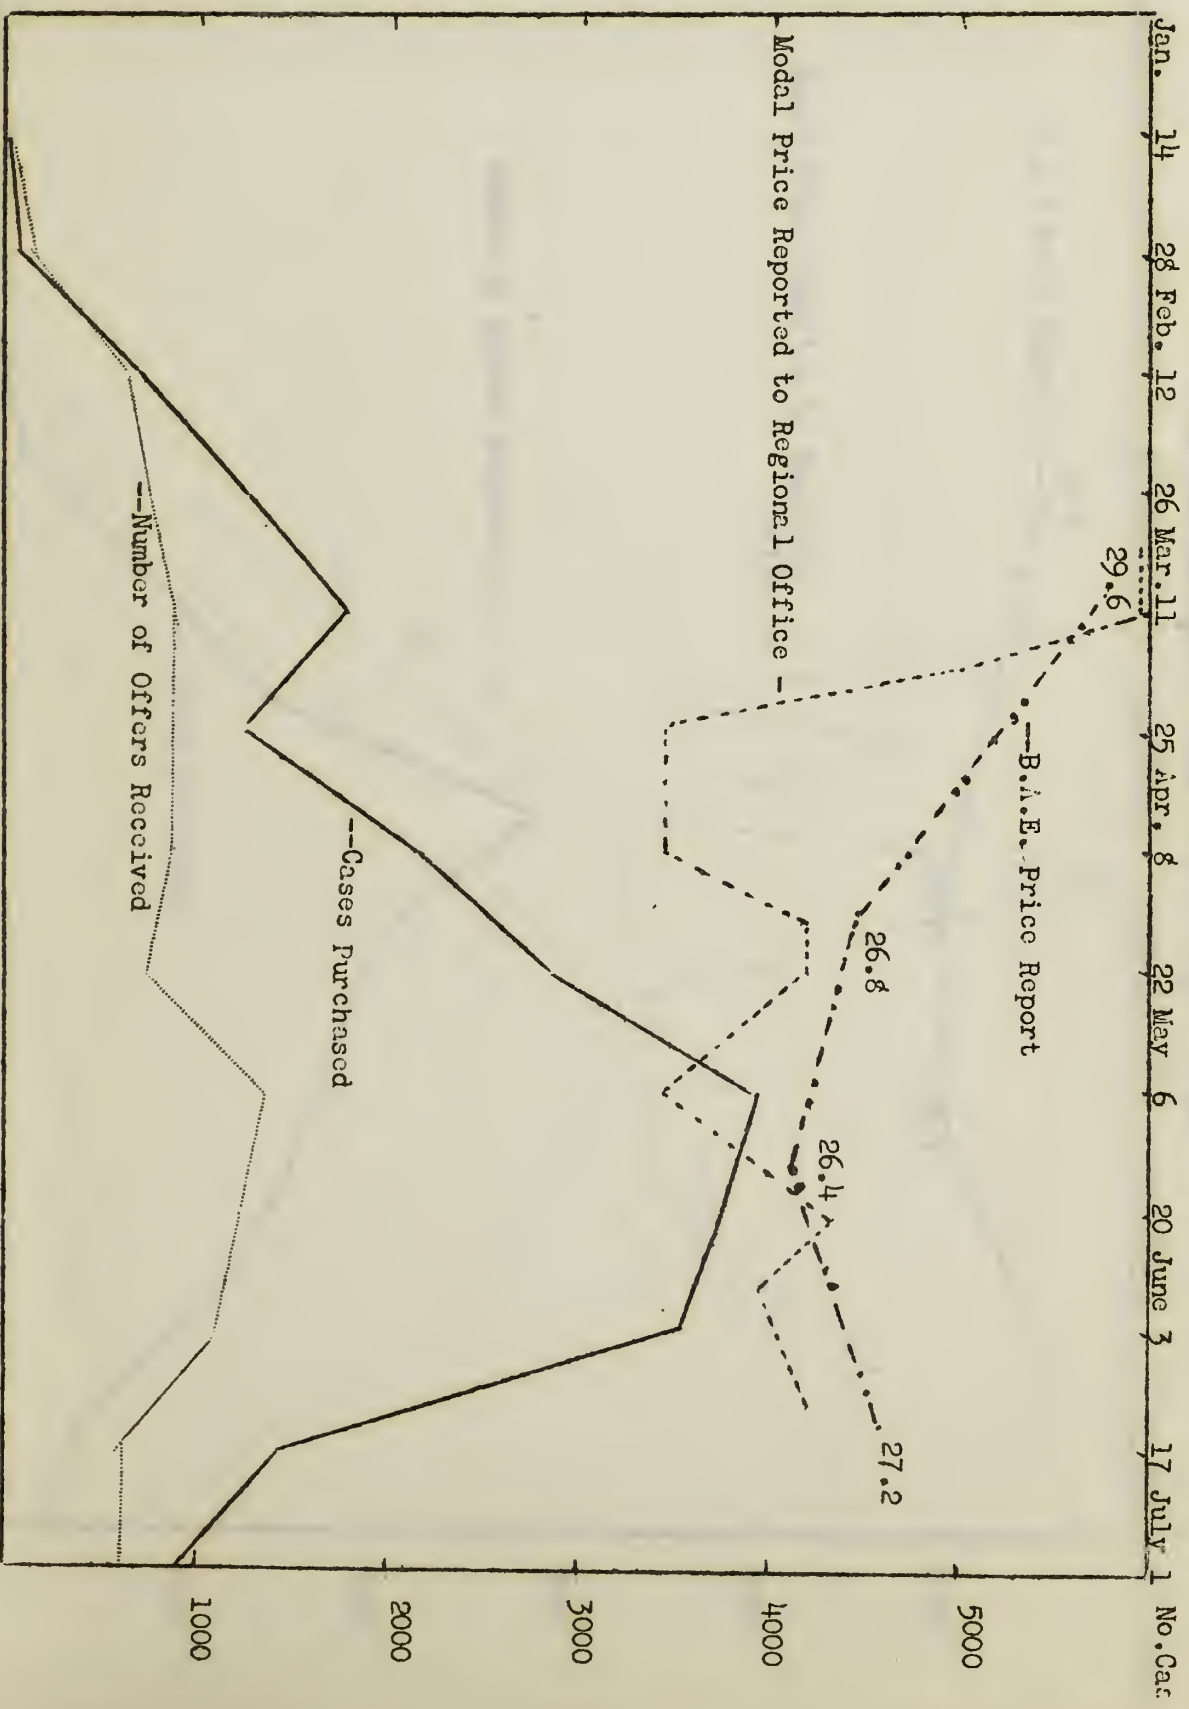 Jan. 14 28 Feb. 12 26 Mar. 11 25 Apr. 8 22 May 6 20 June 3 17 July 1 No.Cas
29.6
--B.A.E. Price Report
5000
26.8
27.2
26.4
Modal Price Reported to Regional Office -
4000
3000
2000
--Cases Purchased
--Number of Offers Received
1000